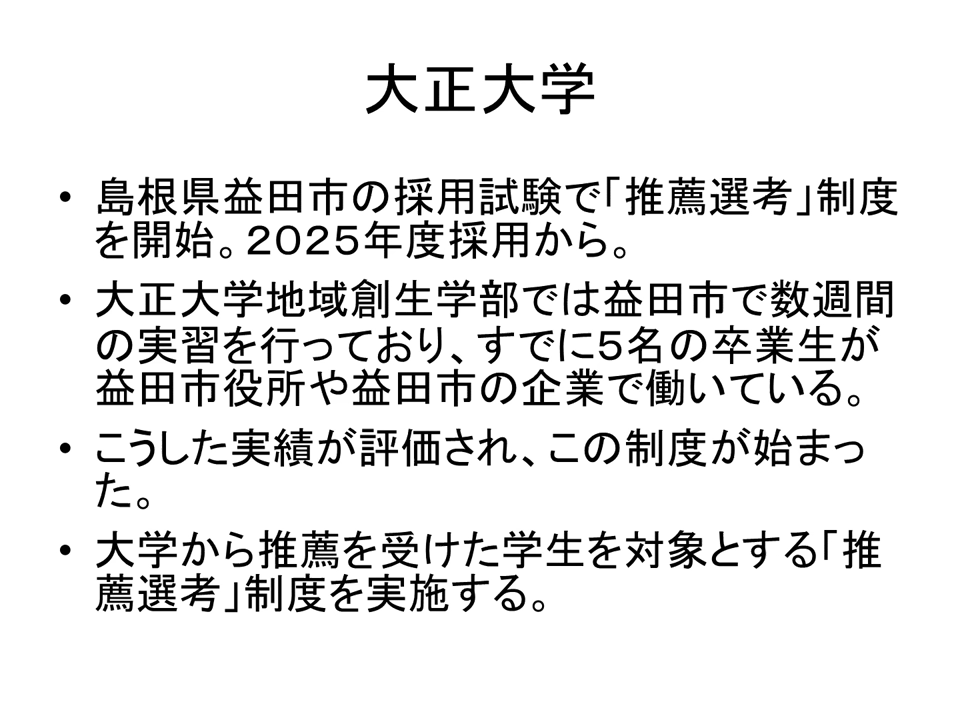 大正大学
• 島根県益田市の採用試験で「推薦選考」制度
を開始。2025年度採用から。
• 大正大学地域創生学部では益田市で数週間
の実習を行っており、すでに5名の卒業生が
益田市役所や益田市の企業で働いている。
• こうした実績が評価され、この制度が始まっ
た。
• 大学から推薦を受けた学生を対象とする「推
薦選考」制度を実施する。